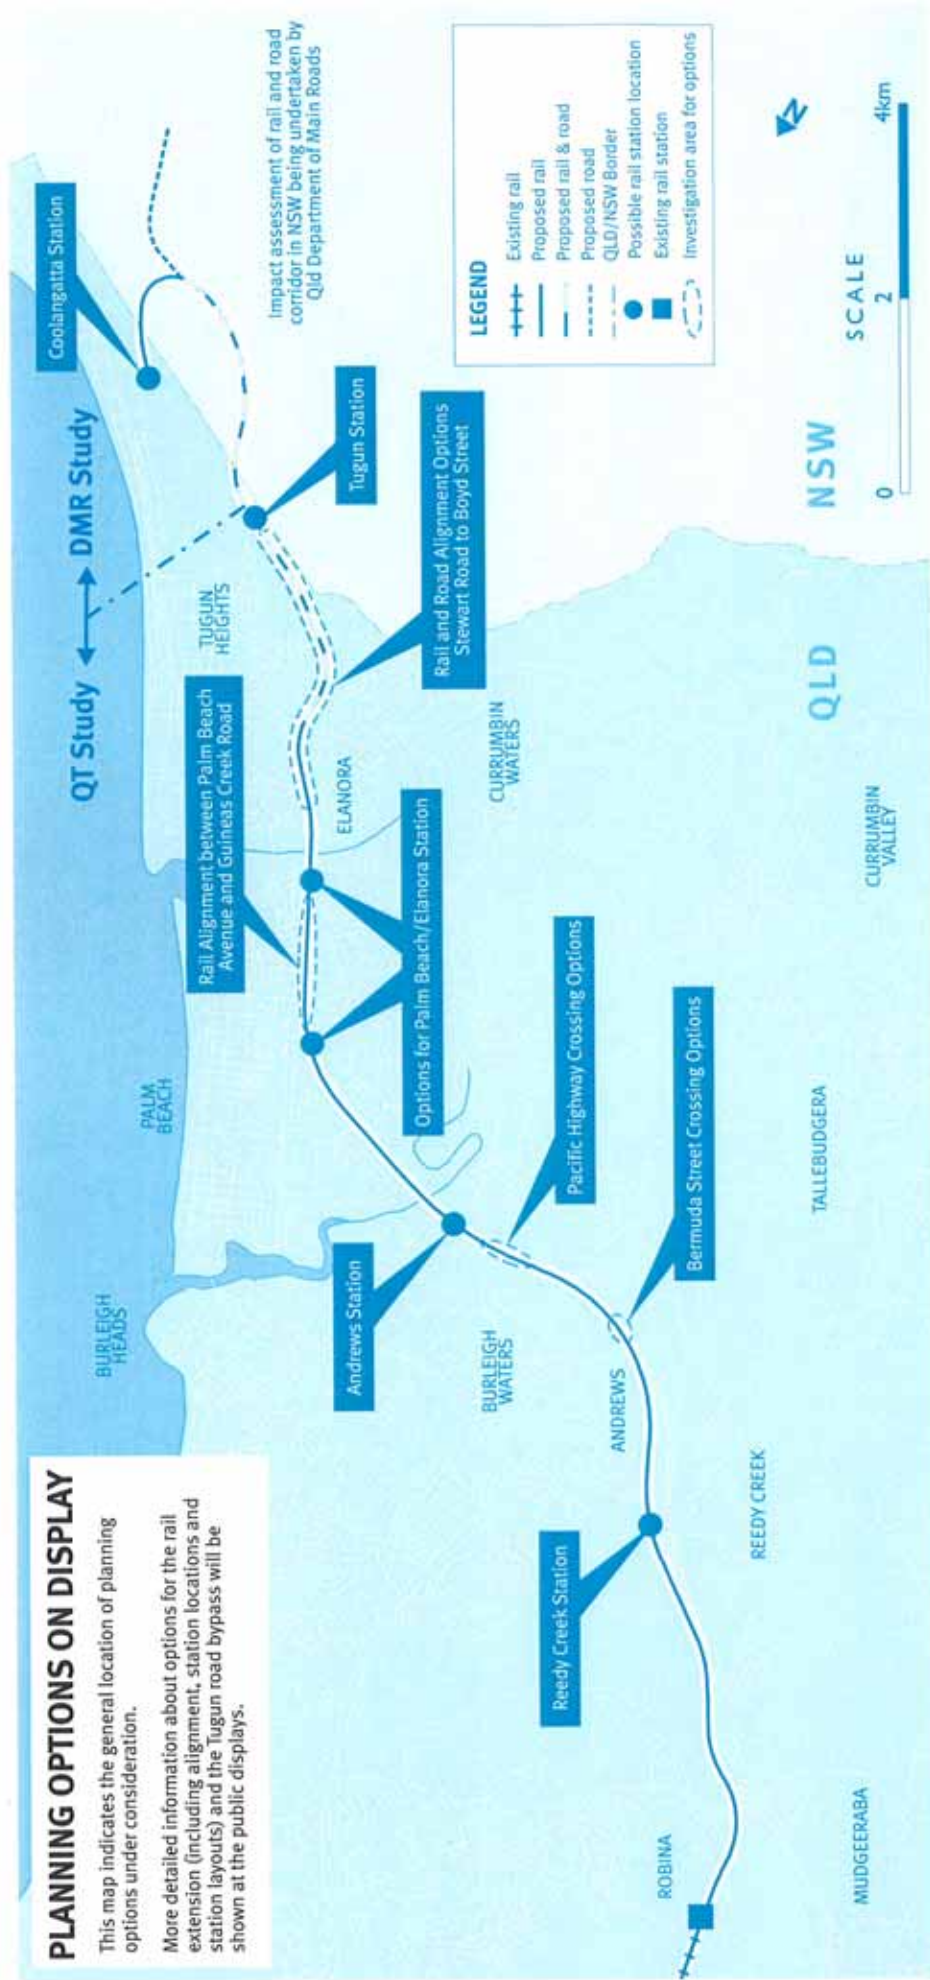 PLANNING OPTIONS ON DISPLAY
This map indicates the general location of planning
options under consideration.
More detailed information about options for the rail
extension (including alignment, station locations and
station layouts) and the Tugun road bypass will be
shown at the public displays.
QT Study
DMR Study
Coolangatta Station
Impact assessment of rail and road
corridor in NSW being undertaken by
Qld Department of Main Roads
BURLEIGH
HEADS
PALM
BEACH
Rail Alignment between Palm Beach
Avenue and Guineas Creek Road
TUGUN
HEIGHTS
Tugun Station
Andrews Station
ELANORA
Options for Palm Beach/Elanora Station
Rail and Road Alignment Options
Stewart Road to Boyd Street
BURLEIGH
WATERS
CURRUMBIN
WATERS
Reedy Creek Station
Pacific Highway Crossing Options
ANDREWS
Bermuda Street Crossing Options
ROBINA
REEDY CREEK
TALLEBUDGERA
MUDGEERABA
CURRUMBIN
VALLEY
QLD
NSW
LEGEND
Existing rail
Proposed rail
Proposed rail & road
Proposed road
QLD/NSW Border
Possible rail station location
Existing rail station
Investigation area for options
N
SCALE
0
2
4km